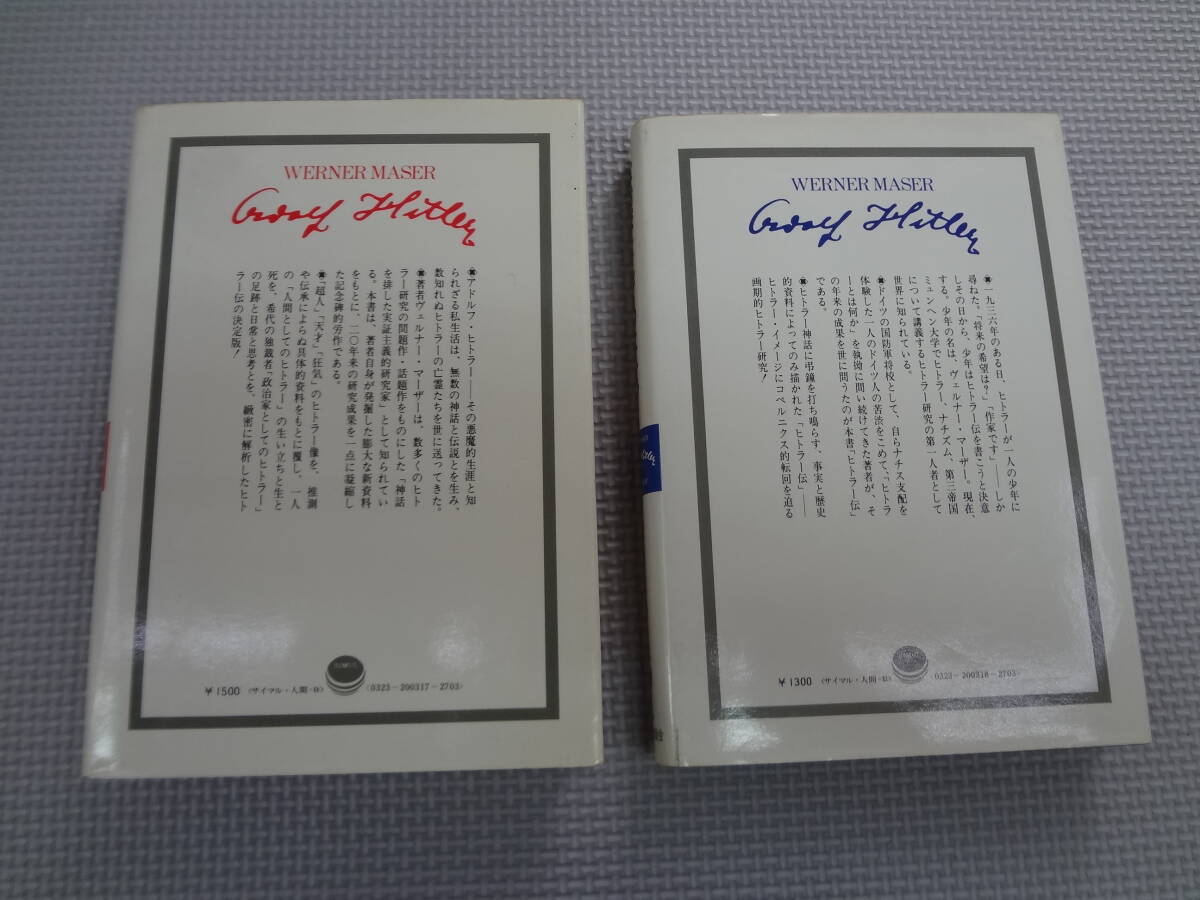 WERNER MASER
Adolf Hitler
■アドルフ・ヒトラー——その悪魔的生涯と知
られざる私生活は、無数の神話と伝説とを生み、
数知れぬヒトラーの亡霊たちを世に送ってきた。
■著者ヴェルナー・マーザーは、数多くのヒト
ラー研究の問題作・話題作をものにした「神話
を排した実証主義的研究家」として知られてい
る。本書は、著者自身が発掘した膨大な新資料
をもとに、二〇年来の研究成果を一点に凝縮し
た記念碑的労作である。
■「超人」「天才」「狂気」のヒトラー像を、推測
や伝承によらぬ具体的資料をもとに覆し、一人
の「人間としてのヒトラー」の生い立ちと生と
死を、希代の独裁者「政治家としてのヒトラー」
の足跡と日常と思考とを、緻密に解析したヒト
ラー伝の決定版!
¥1500
〈サイマル・人間-B〉
〈0323-200317-2703〉
WERNER MASER
Adolf Hitler
■一九三六年のある日、ヒトラーが一人の少年に
尋ねた、「将来の希望は?」「作家です」——しか
しその日から、少年はヒトラー伝を書こうと決意
する。少年の名は、ヴェルナー・マーザー。現在、
ミュンヘン大学でヒトラー、ナチズム、第三帝国
について講義するヒトラー研究の第一人者として
世界に知られている。
■ドイツの国防軍将校として、自らナチス支配を
体験した一人のドイツ人の苦渋をこめて、「ヒトラ
ーとは何か」を執拗に問い続けてきた著者が、そ
の年来の成果を世に問うたのが本書「ヒトラー伝」
である。
■ヒトラー神話に弔鐘を打ち鳴らす、事実と歴史
的資料によってのみ描かれた「ヒトラー伝」——
ヒトラー・イメージにコペルニクス的転回を迫る
画期的ヒトラー研究!
¥1300
〈サイマル・人間-B〉
〈0323-200318-2703〉